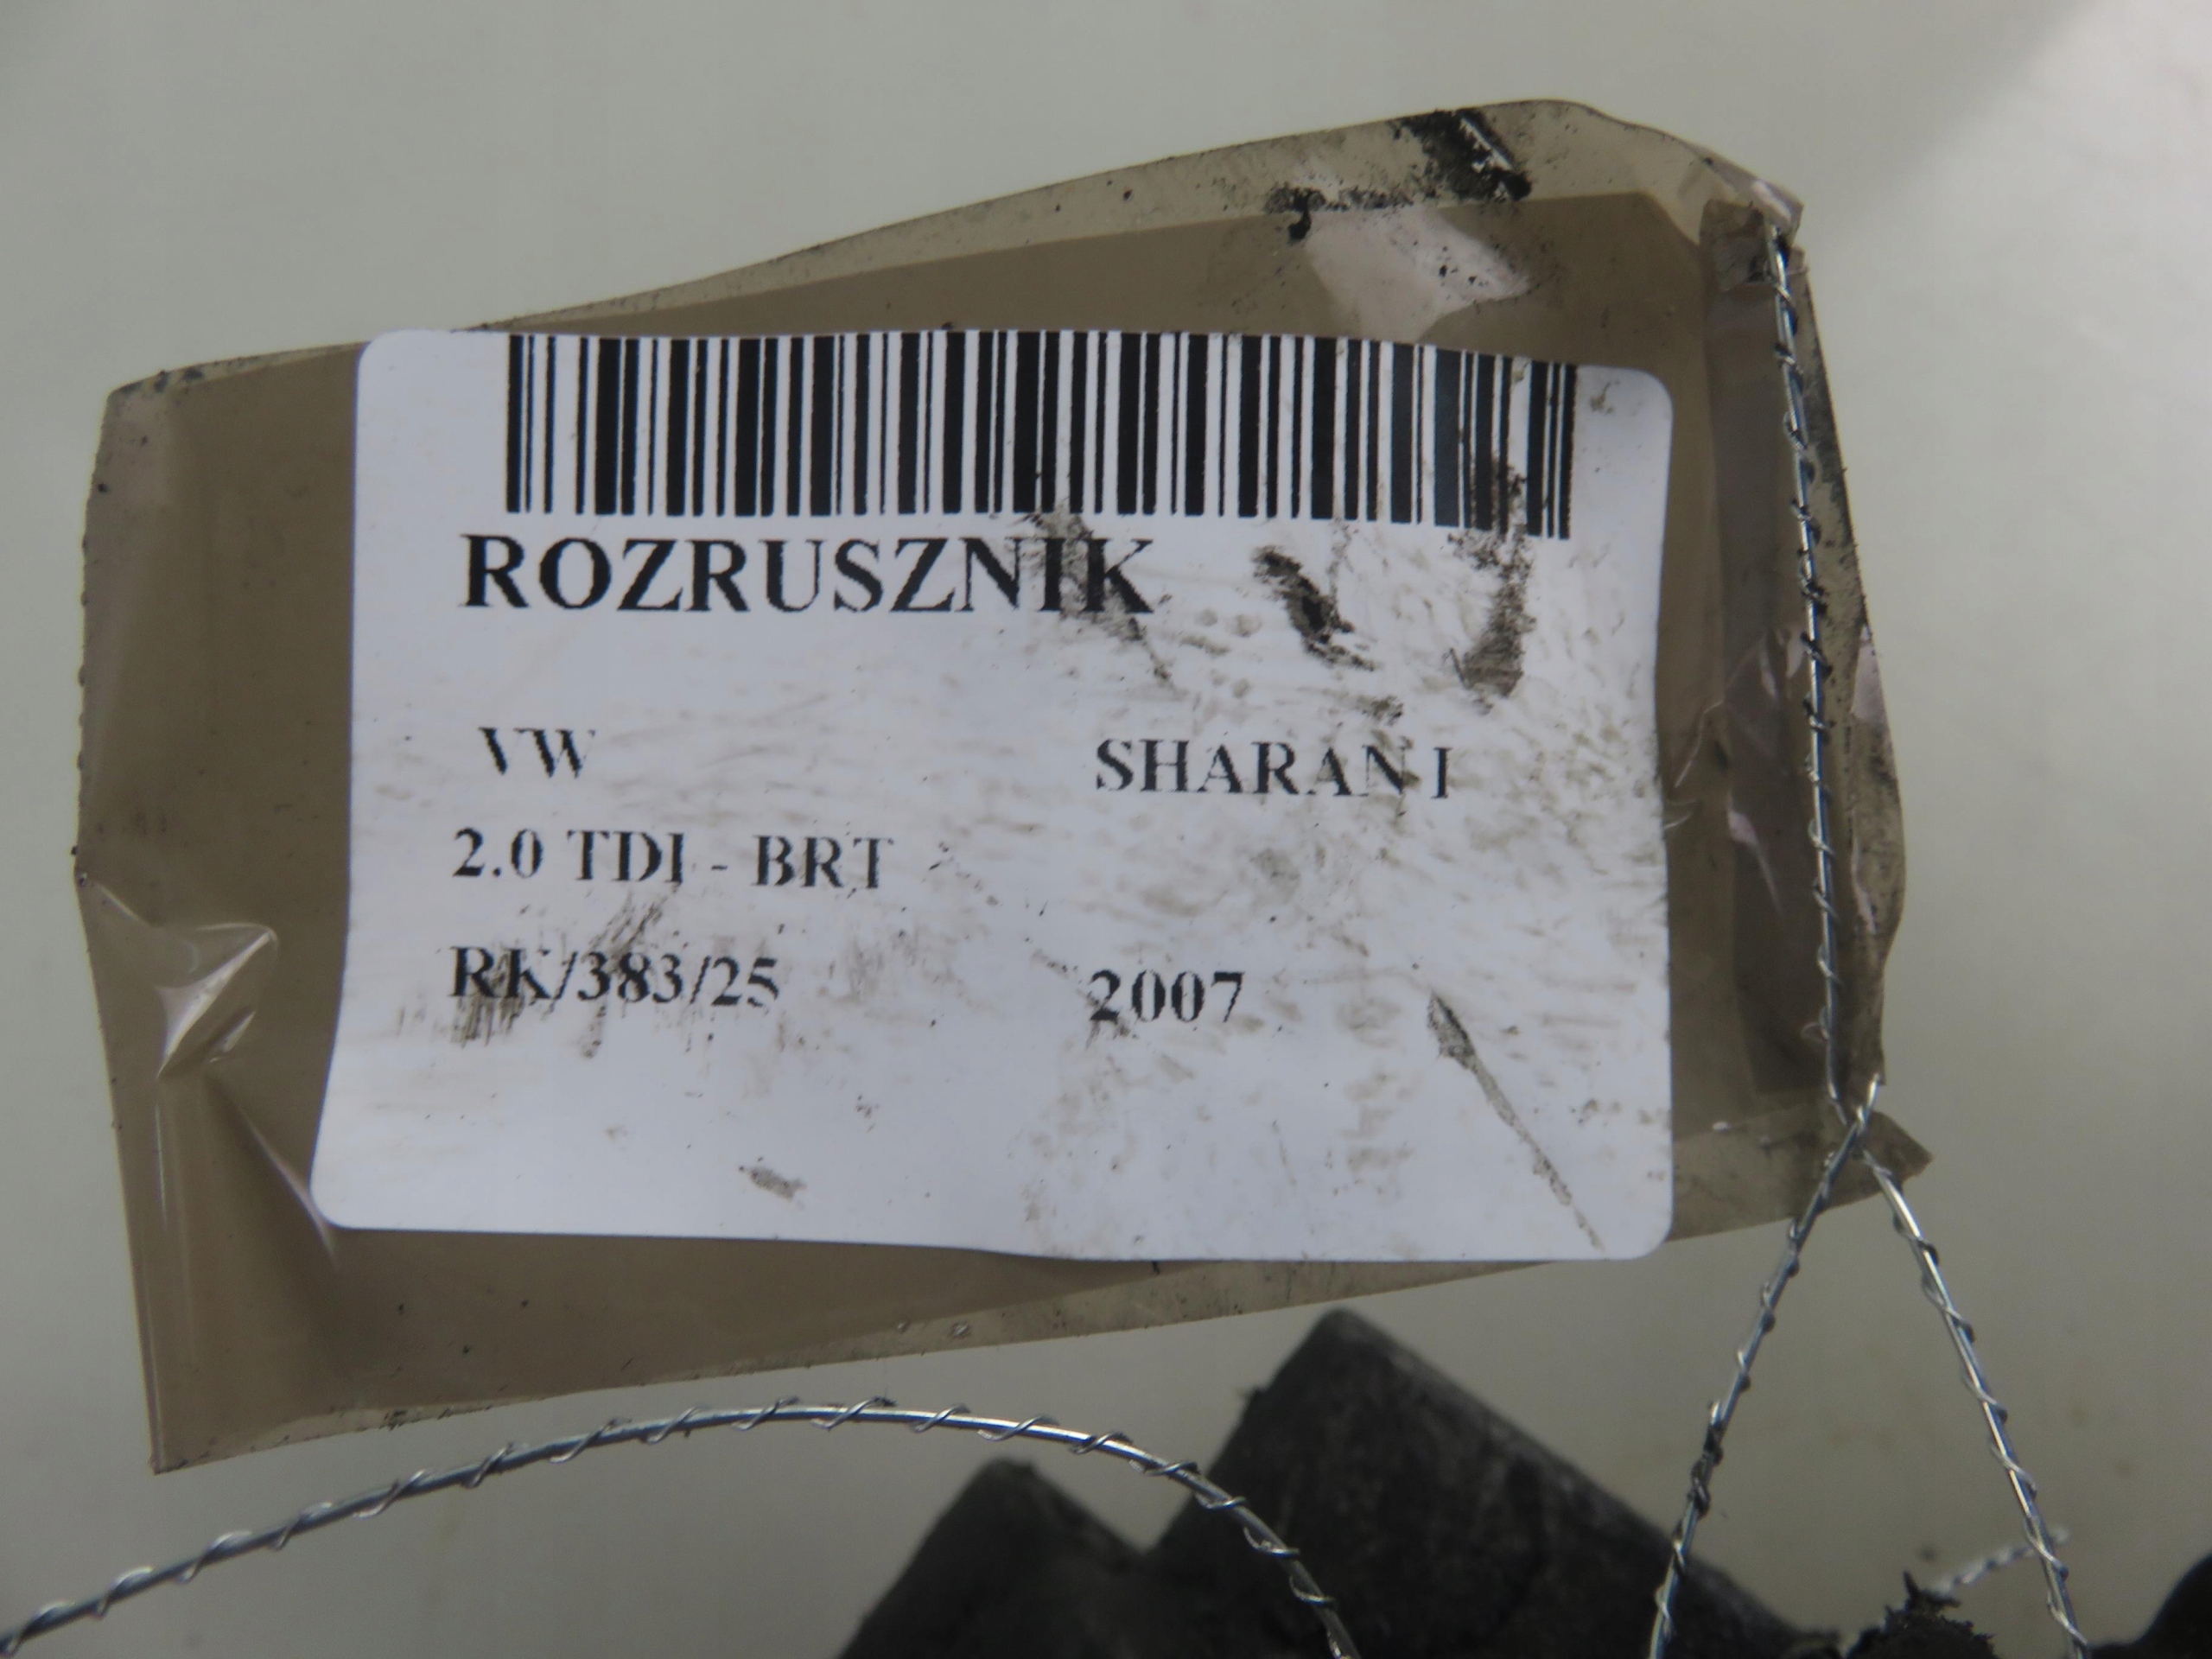 ROZRUSZNIK
VW SHARAN I
2.0 TDI - BRT
RK/383/25 2007